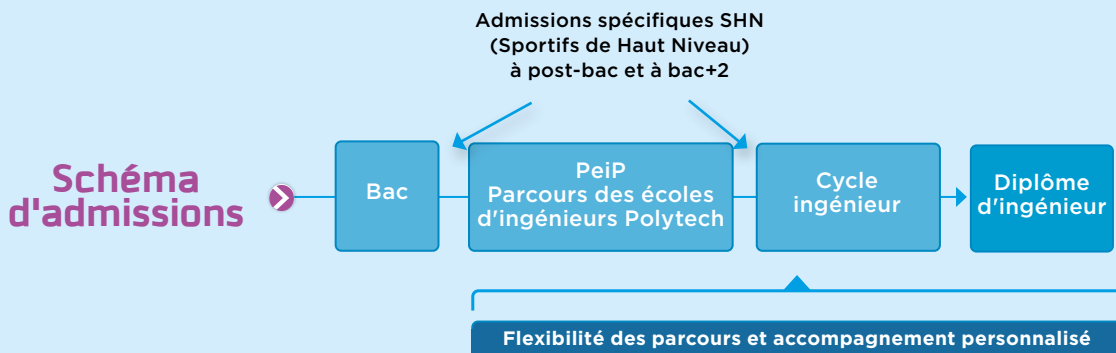 Admissions spécifiques SHN
(Sportifs de Haut Niveau)
à post-bac et à bac+2
Schéma
d'admissions
Bac
PeiP
Parcours des écoles
d'ingénieurs Polytech
Cycle
ingénieur
Diplôme
d'ingénieur
Flexibilité des parcours et accompagnement personnalisé